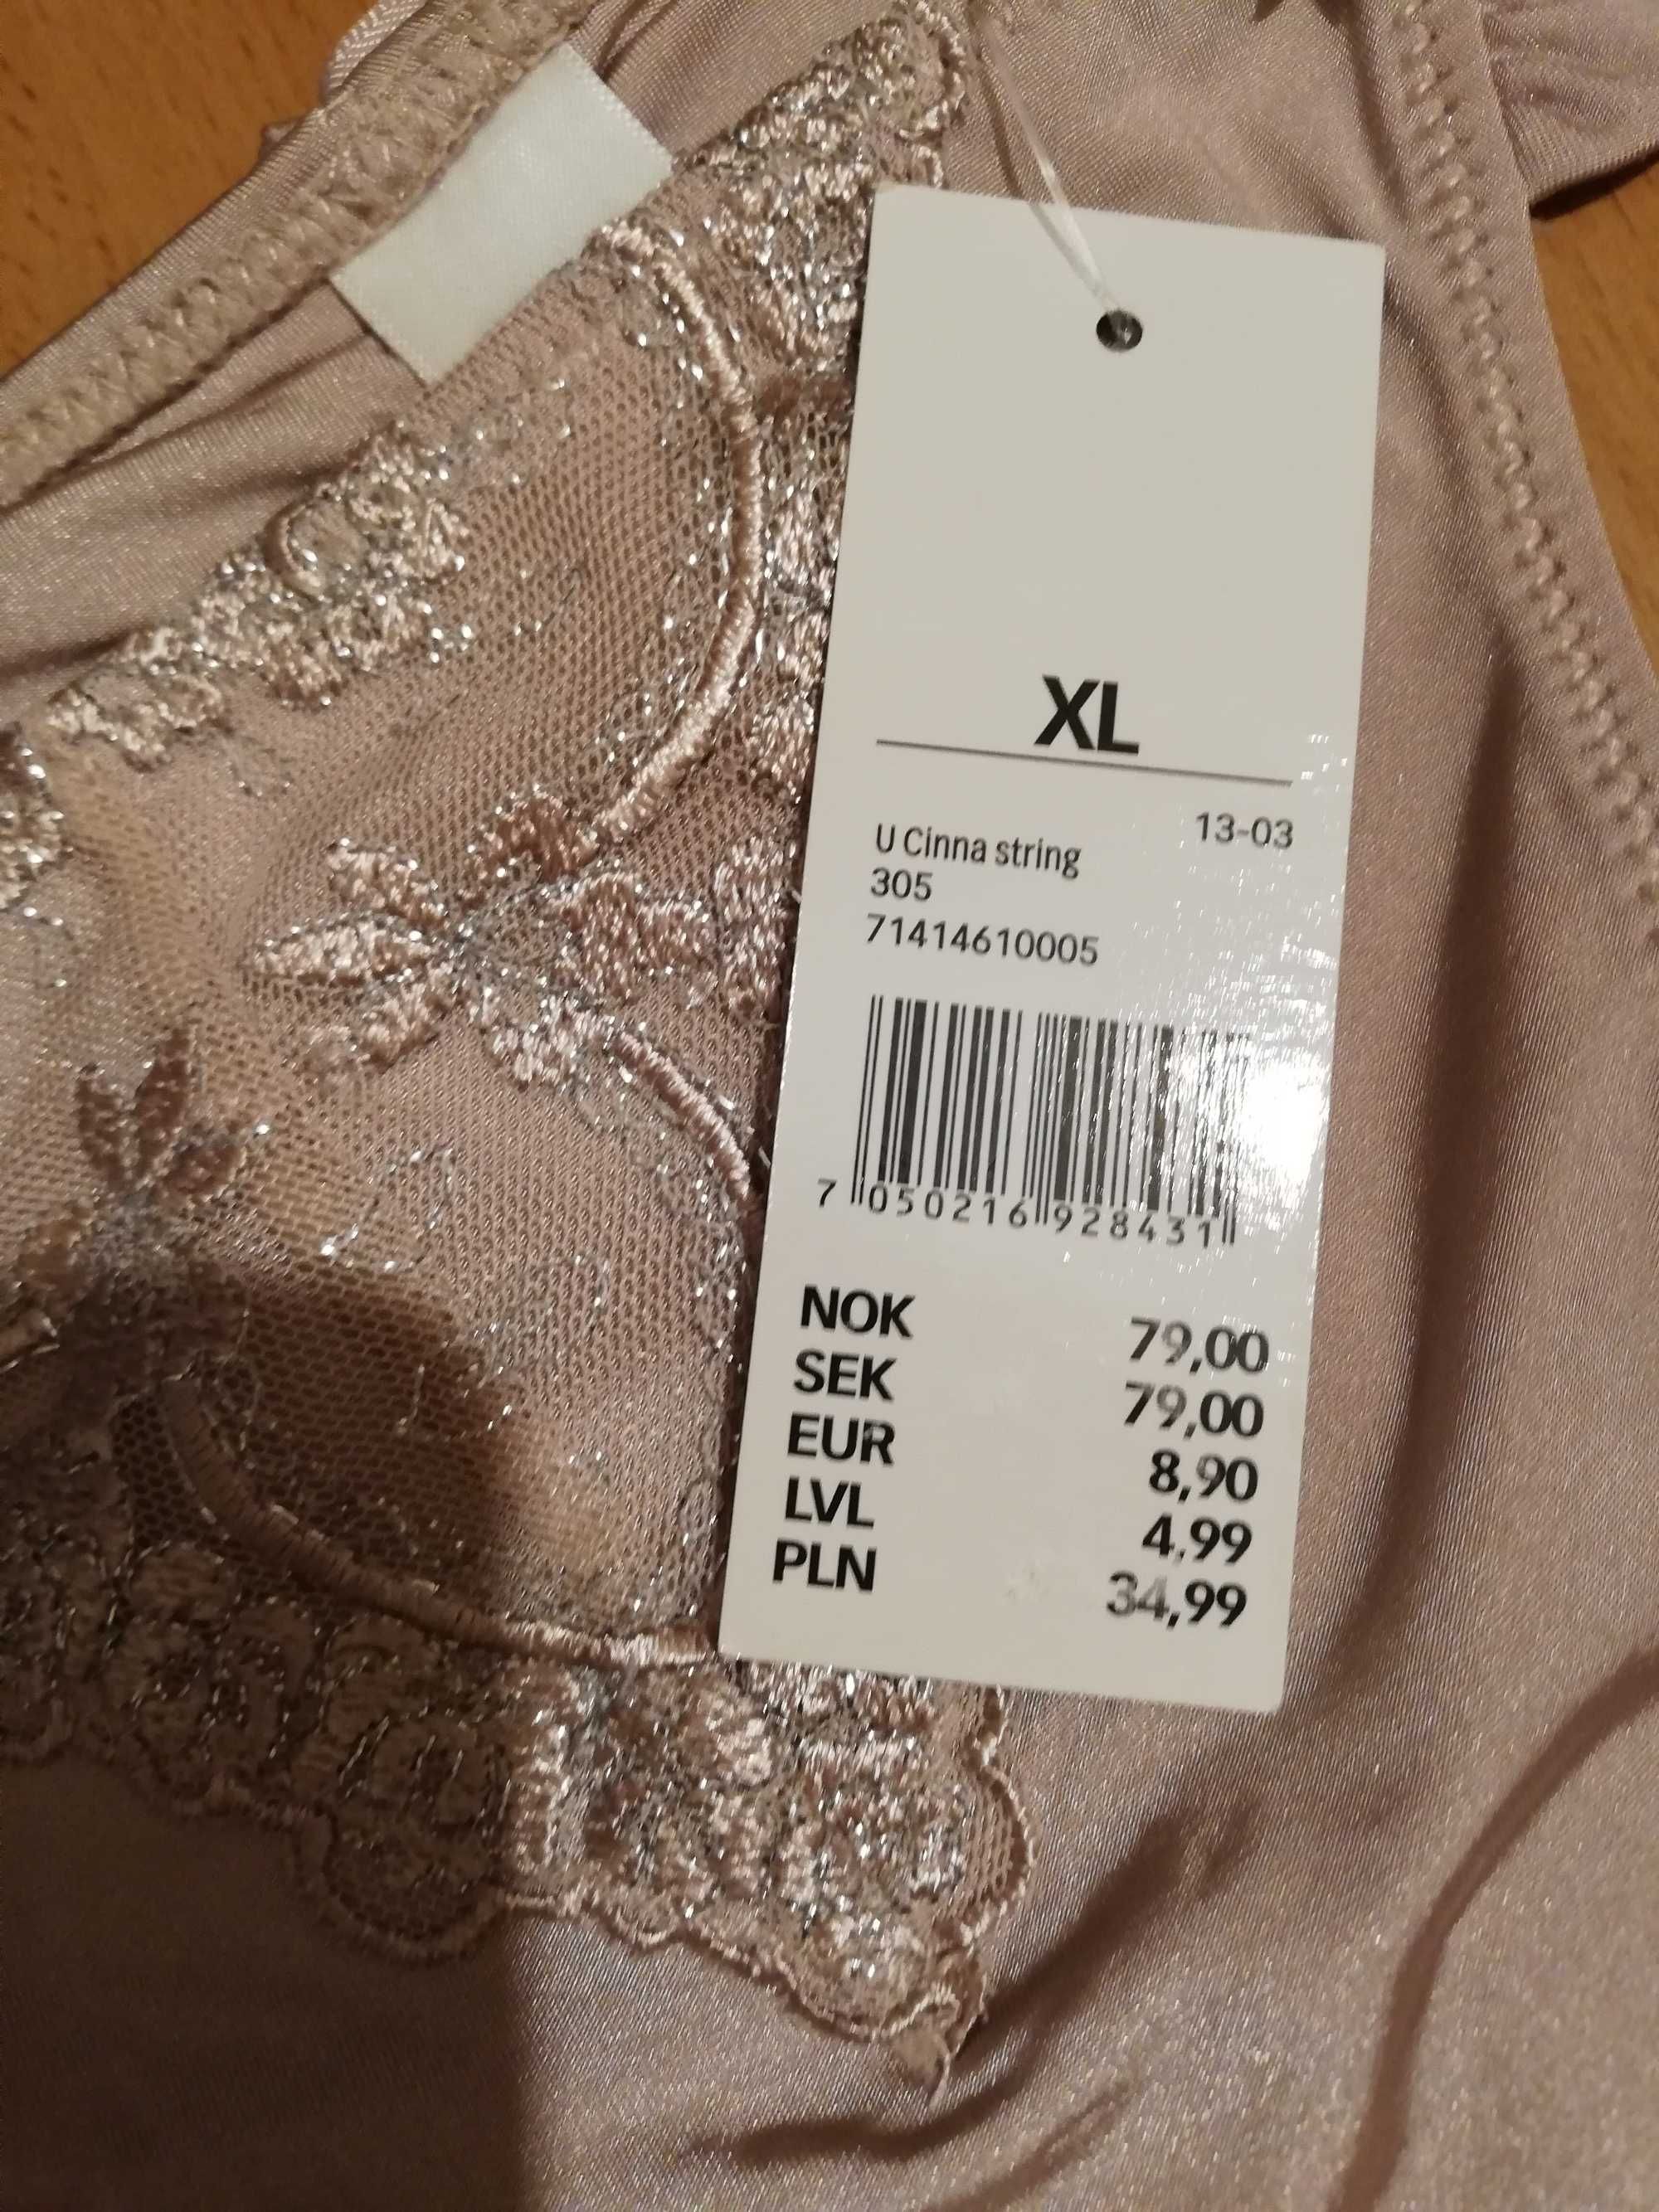 XL
13-03
U Cinna string
305
71414610005
7 050216 928431
NOK 79,00
SEK 79,00
EUR 8,90
LVL 4,99
PLN 34,99